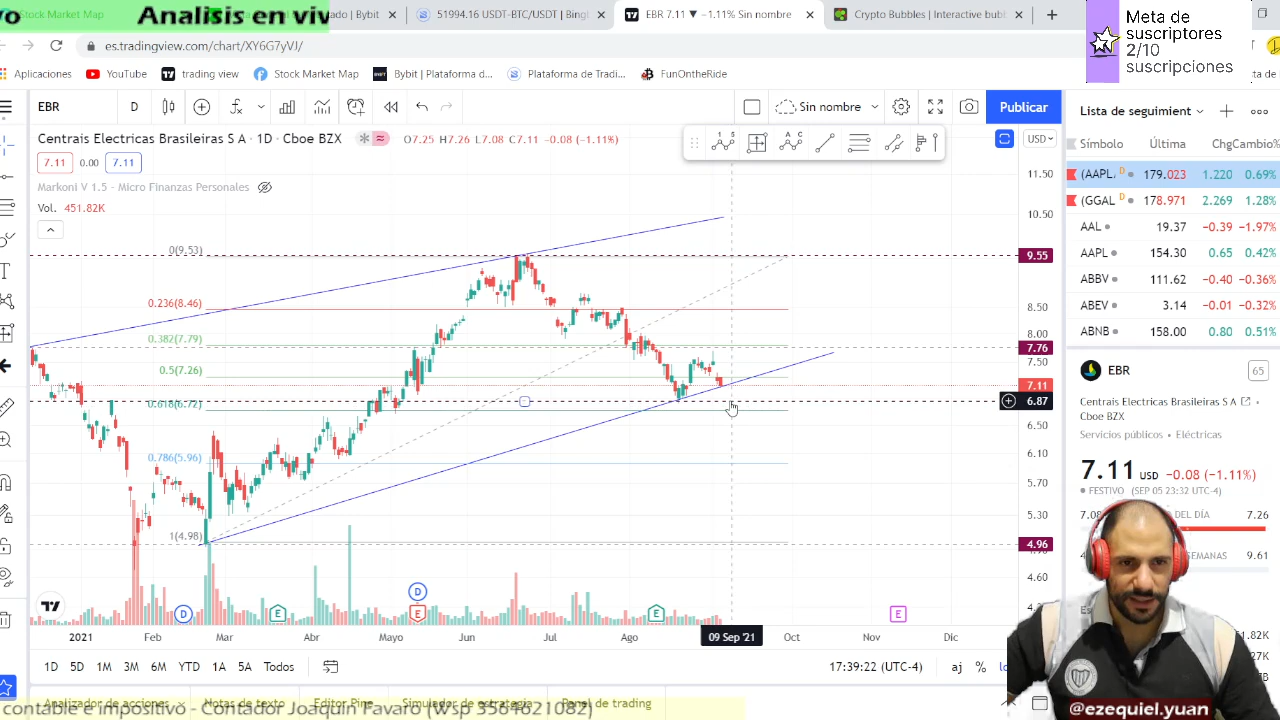 Analisis en viv
Stock Market Map
ado | Bybit
51994.16 USDT-BTC/USDT | Bingl
EBR 7.11 ▼ −1.11% Sin nombre
Crypto Bubbles | Interactive bubb
Meta de
suscriptores
2/10
suscripciones
es.tradingview.com/chart/XY6G7yVJ/
Aplicaciones
YouTube
trading view
Stock Market Map
Bybit | Plataforma d...
Plataforma de Tradi...
FunOnTheRide
EBR
D
Sin nombre
Publicar
Lista de seguimient
Centrais Electricas Brasileiras S A · 1D · Cboe BZX
O7.25 H7.26 L7.08 C7.11 −0.08 (−1.11%)
USD
Símbolo Última Chg Cambio%
7.11 0.00 7.11
Markoni V 1.5 - Micro Finanzas Personales
Vol. 451.82K
(AAPL/ D 179.023 1.220 0.69%
(GGAL D 178.971 2.269 1.28%
AAL 19.37 −0.39 −1.97%
AAPL 154.30 0.65 0.42%
ABBV 111.62 −0.40 −0.36%
ABEV 3.14 −0.01 −0.32%
ABNB 158.00 0.80 0.51%
11.50
10.50
9.55
8.50
8.00
7.76
7.50
7.11
6.87
6.50
6.10
5.70
5.30
4.96
4.60
0(9.53)
0.236(8.46)
0.382(7.79)
0.5(7.26)
0.618(6.72)
0.786(5.96)
1(4.98)
EBR
65
Centrais Electricas Brasileiras S A
Cboe BZX
Servicios públicos • Eléctricas
7.11 USD −0.08 (−1.11%)
FESTIVO (SEP 05 23:32 UTC-4)
7.08 DEL DÍA 7.26
SEMANAS 9.61
D
E
D
E
E
E
2021 Feb Mar Abr Mayo Jun Jul Ago 09 Sep '21 Oct Nov Dic
1D 5D 1M 3M 6M YTD 1A 5A Todos
17:39:22 (UTC-4)
aj % lo
Analizador de acciones
Notas de texto
Editor Pine
Simulador de estrategia
Panel de trading
contable e impositivo - Contador Joaquin Tavaro (Wsp 3564621082)
@ezequiel.yuan